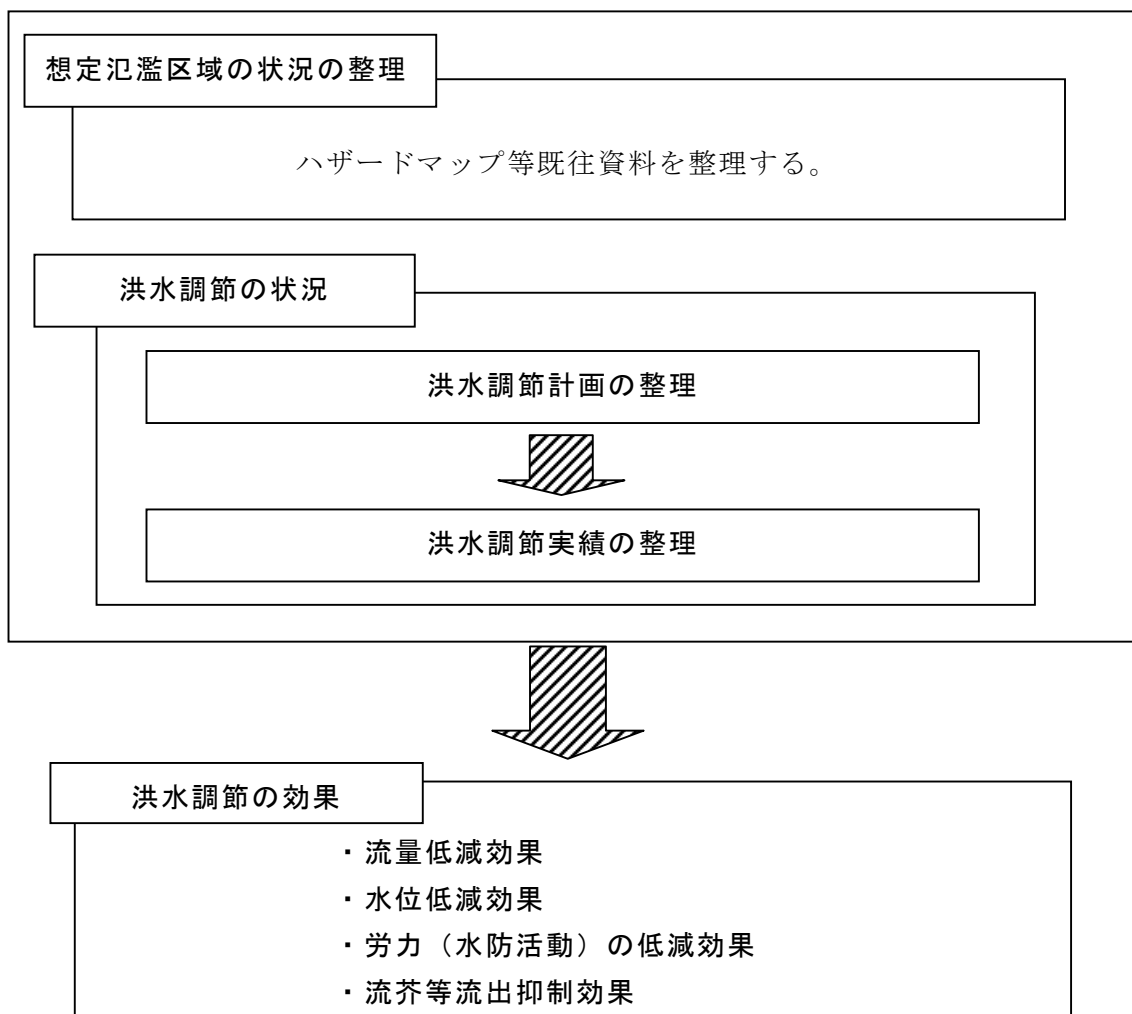 想定氾濫区域の状況の整理
ハザードマップ等既往資料を整理する。
洪水調節の状況
洪水調節計画の整理
洪水調節実績の整理
洪水調節の効果
・流量低減効果
・水位低減効果
・労力（水防活動）の低減効果
・流芥等流出抑制効果